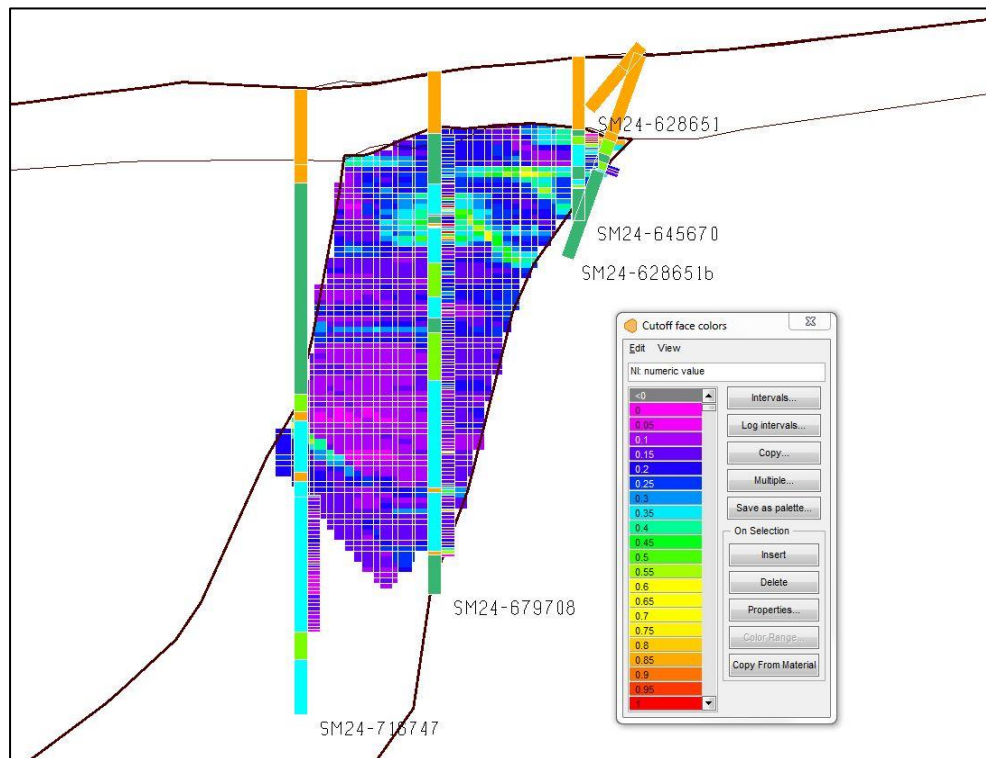 SM24-628651
SM24-645670
SM24-628651b
Cutoff face colors
Edit View
NI: numeric value
<0
0
0.05
0.1
0.15
0.2
0.25
0.3
0.35
0.4
0.45
0.5
0.55
0.6
0.65
0.7
0.75
0.8
0.85
0.9
0.95
1
Intervals...
Log intervals...
Copy...
Multiple...
Save as palette...
On Selection
Insert
Delete
Properties...
Color Range...
Copy From Material
SM24-679708